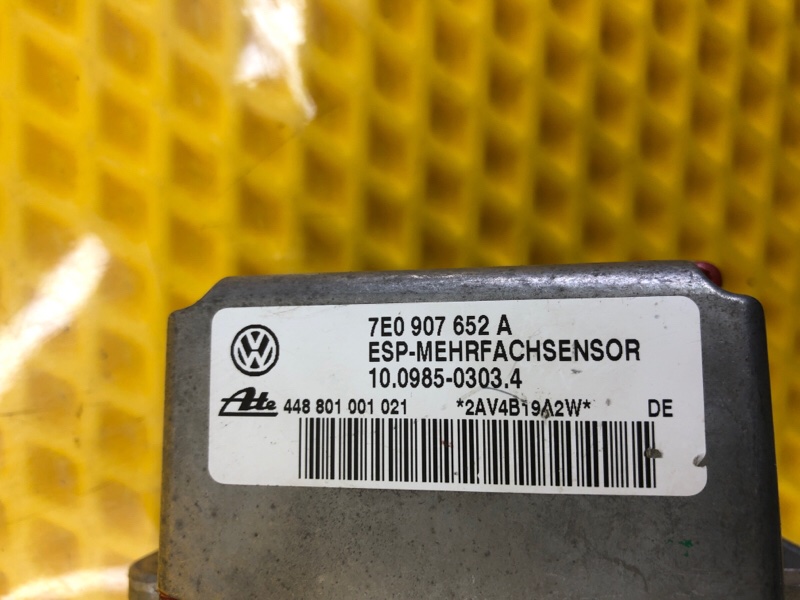 7E0 907 652 A
ESP-MEHRFACHSENSOR
10.0985-0303.4
Ate 448 801 001 021 *2AV4B19A2W* DE